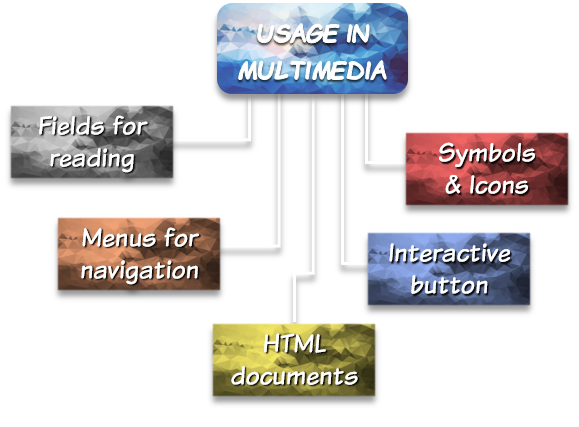 USAGE IN
MULTIMEDIA
Fields for
reading
Symbols
& Icons
Menus for
navigation
Interactive
button
HTML
documents